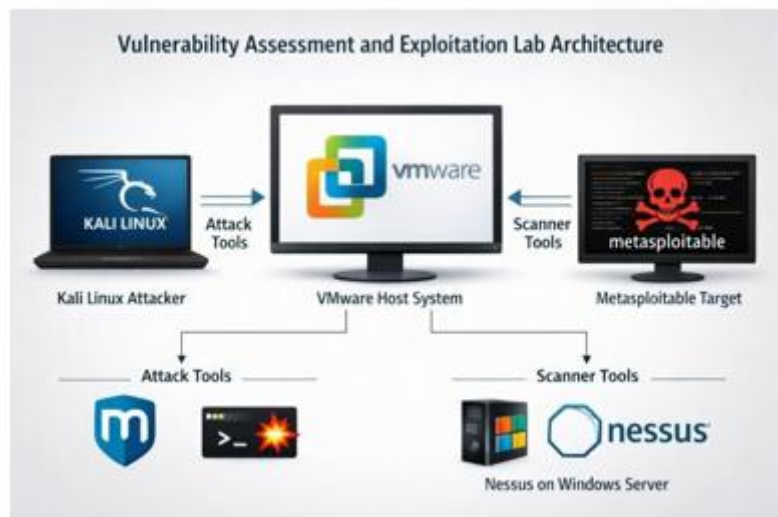 Vulnerability Assessment and Exploitation Lab Architecture
KALI LINUX
Attack
Tools
vmware
Scanner
Tools
metasploitable
Kali Linux Attacker
VMware Host System
Metasploitable Target
Attack Tools
Scanner Tools
m
>_
nessus
Nessus on Windows Server